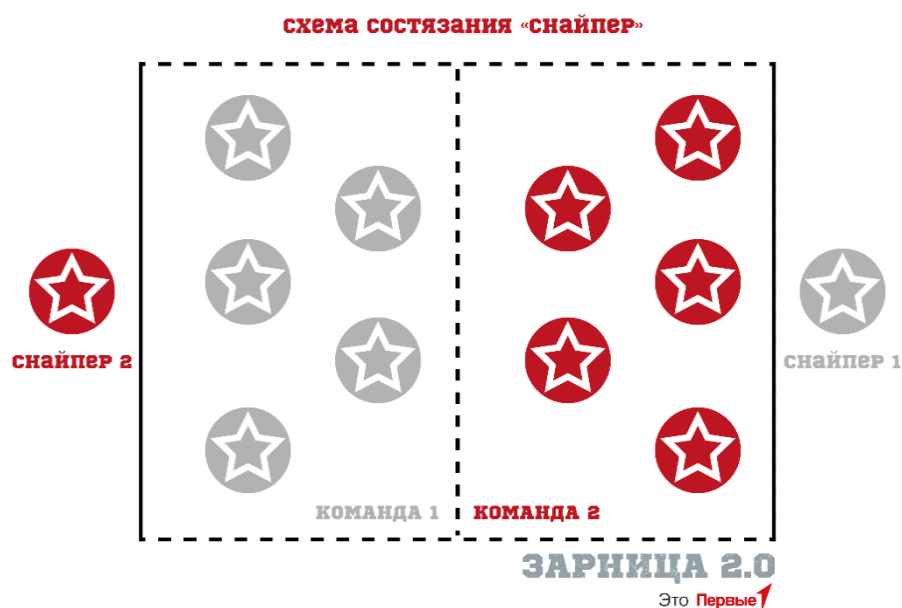 СХЕМА СОСТЯЗАНИЯ «СНАЙПЕР»
СНАЙПЕР 2
СНАЙПЕР 1
КОМАНДА 1
КОМАНДА 2
ЗАРНИЦА 2.0
Это Первые